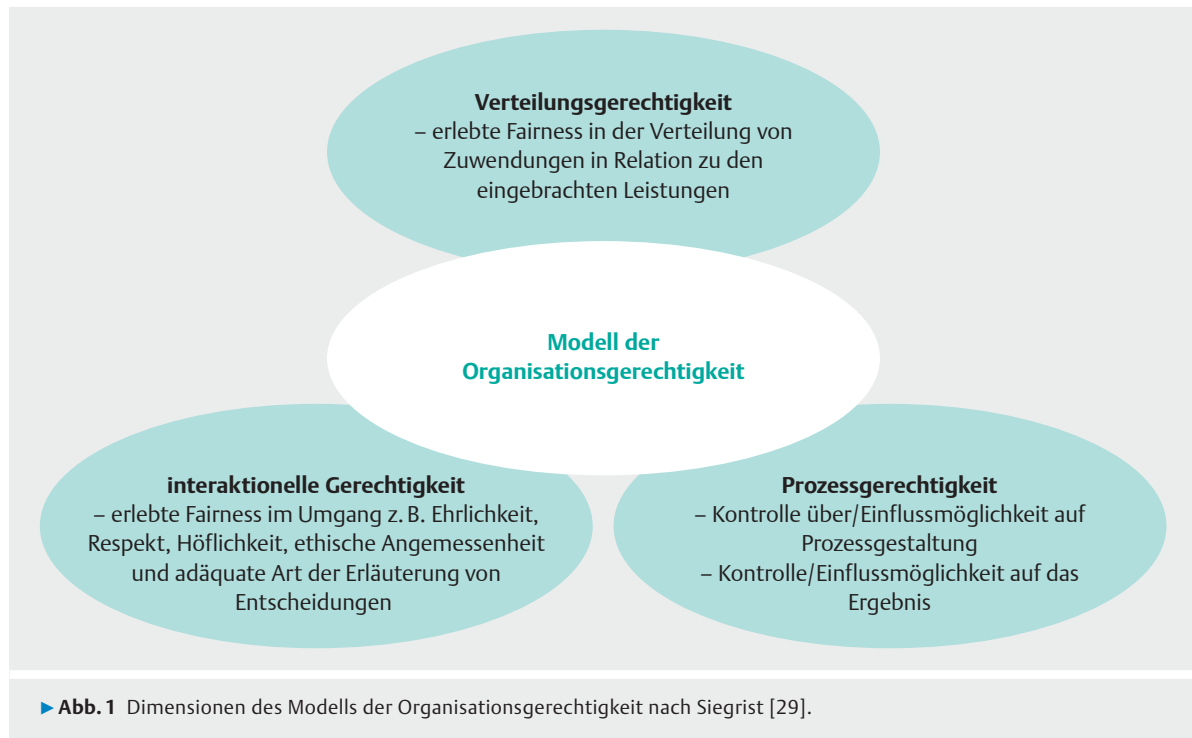 Verteilungsgerechtigkeit
– erlebte Fairness in der Verteilung von
Zuwendungen in Relation zu den
eingebrachten Leistungen
Modell der
Organisationsgerechtigkeit
interaktionelle Gerechtigkeit
– erlebte Fairness im Umgang z. B. Ehrlichkeit,
Respekt, Höflichkeit, ethische Angemessenheit
und adäquate Art der Erläuterung von
Entscheidungen
Prozessgerechtigkeit
– Kontrolle über/Einflussmöglichkeit auf
Prozessgestaltung
– Kontrolle/Einflussmöglichkeit auf das
Ergebnis
▶ Abb. 1 Dimensionen des Modells der Organisationsgerechtigkeit nach Siegrist [29].